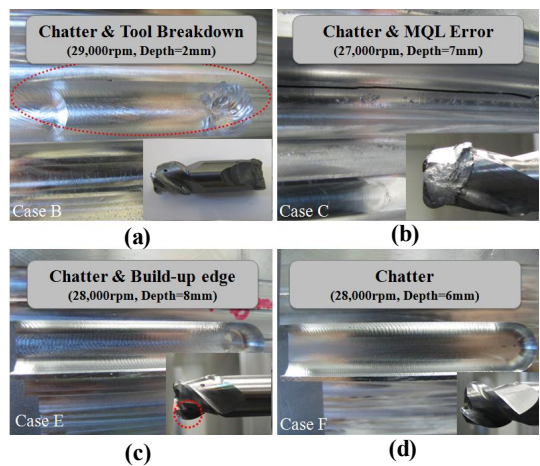 Chatter & Tool Breakdown
(29,000rpm, Depth=2mm)
Case B
(a)
Chatter & MQL Error
(27,000rpm, Depth=7mm)
Case C
(b)
Chatter & Build-up edge
(28,000rpm, Depth=8mm)
Case E
(c)
Chatter
(28,000rpm, Depth=6mm)
Case F
(d)